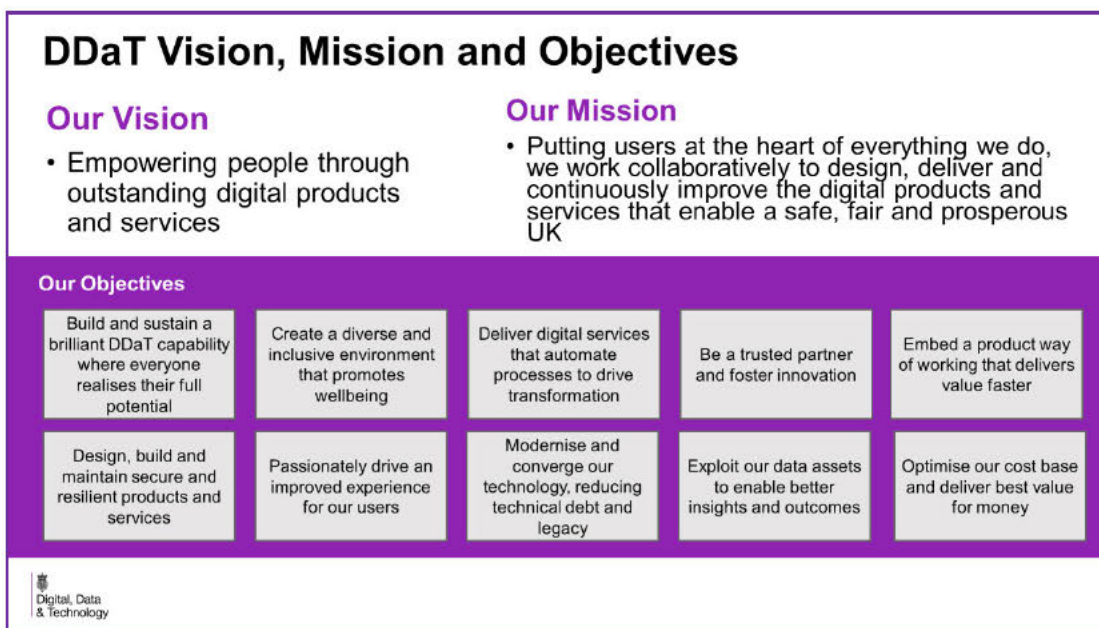 DDaT Vision, Mission and Objectives
Our Vision
• Empowering people through
outstanding digital products
and services
Our Mission
• Putting users at the heart of everything we do,
we work collaboratively to design, deliver and
continuously improve the digital products and
services that enable a safe, fair and prosperous
UK
Our Objectives
Build and sustain a
brilliant DDaT capability
where everyone
realises their full
potential
Create a diverse and
inclusive environment
that promotes
wellbeing
Deliver digital services
that automate
processes to drive
transformation
Be a trusted partner
and foster innovation
Embed a product way
of working that delivers
value faster
Design, build and
maintain secure and
resilient products and
services
Passionately drive an
improved experience
for our users
Modernise and
converge our
technology, reducing
technical debt and
legacy
Exploit our data assets
to enable better
insights and outcomes
Optimise our cost base
and deliver best value
for money
Digital, Data
& Technology